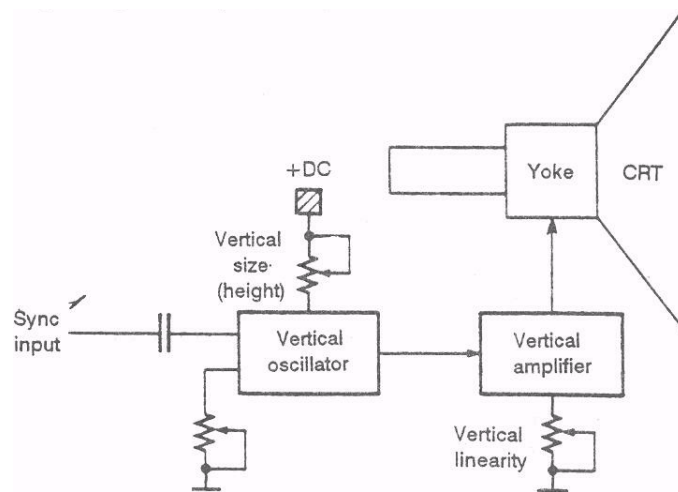 +DC
Yoke
CRT
Vertical
size
(height)
Sync
input
Vertical
oscillator
Vertical
amplifier
Vertical
linearity